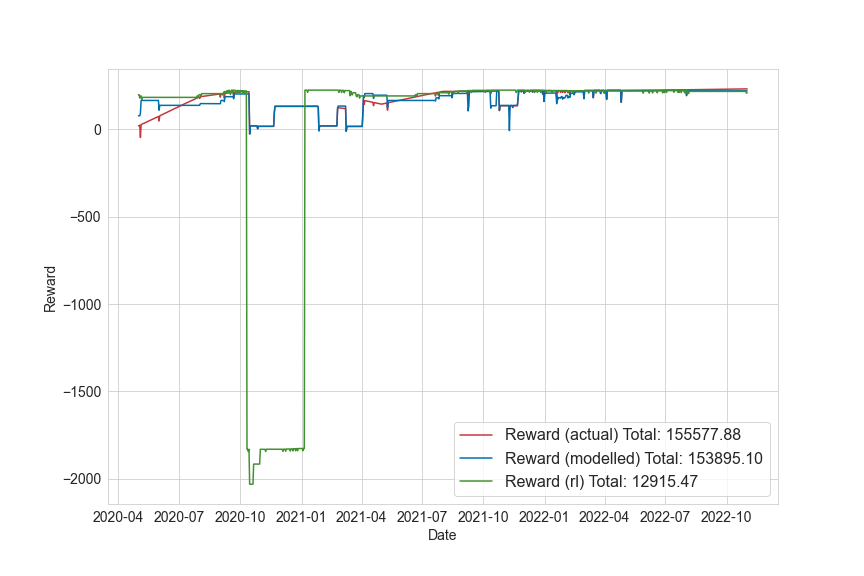 0
−500
−1000
−1500
−2000
Reward
2020-04 2020-07 2020-10 2021-01 2021-04 2021-07 2021-10 2022-01 2022-04 2022-07 2022-10
Date
Reward (actual) Total: 155577.88
Reward (modelled) Total: 153895.10
Reward (rl) Total: 12915.47